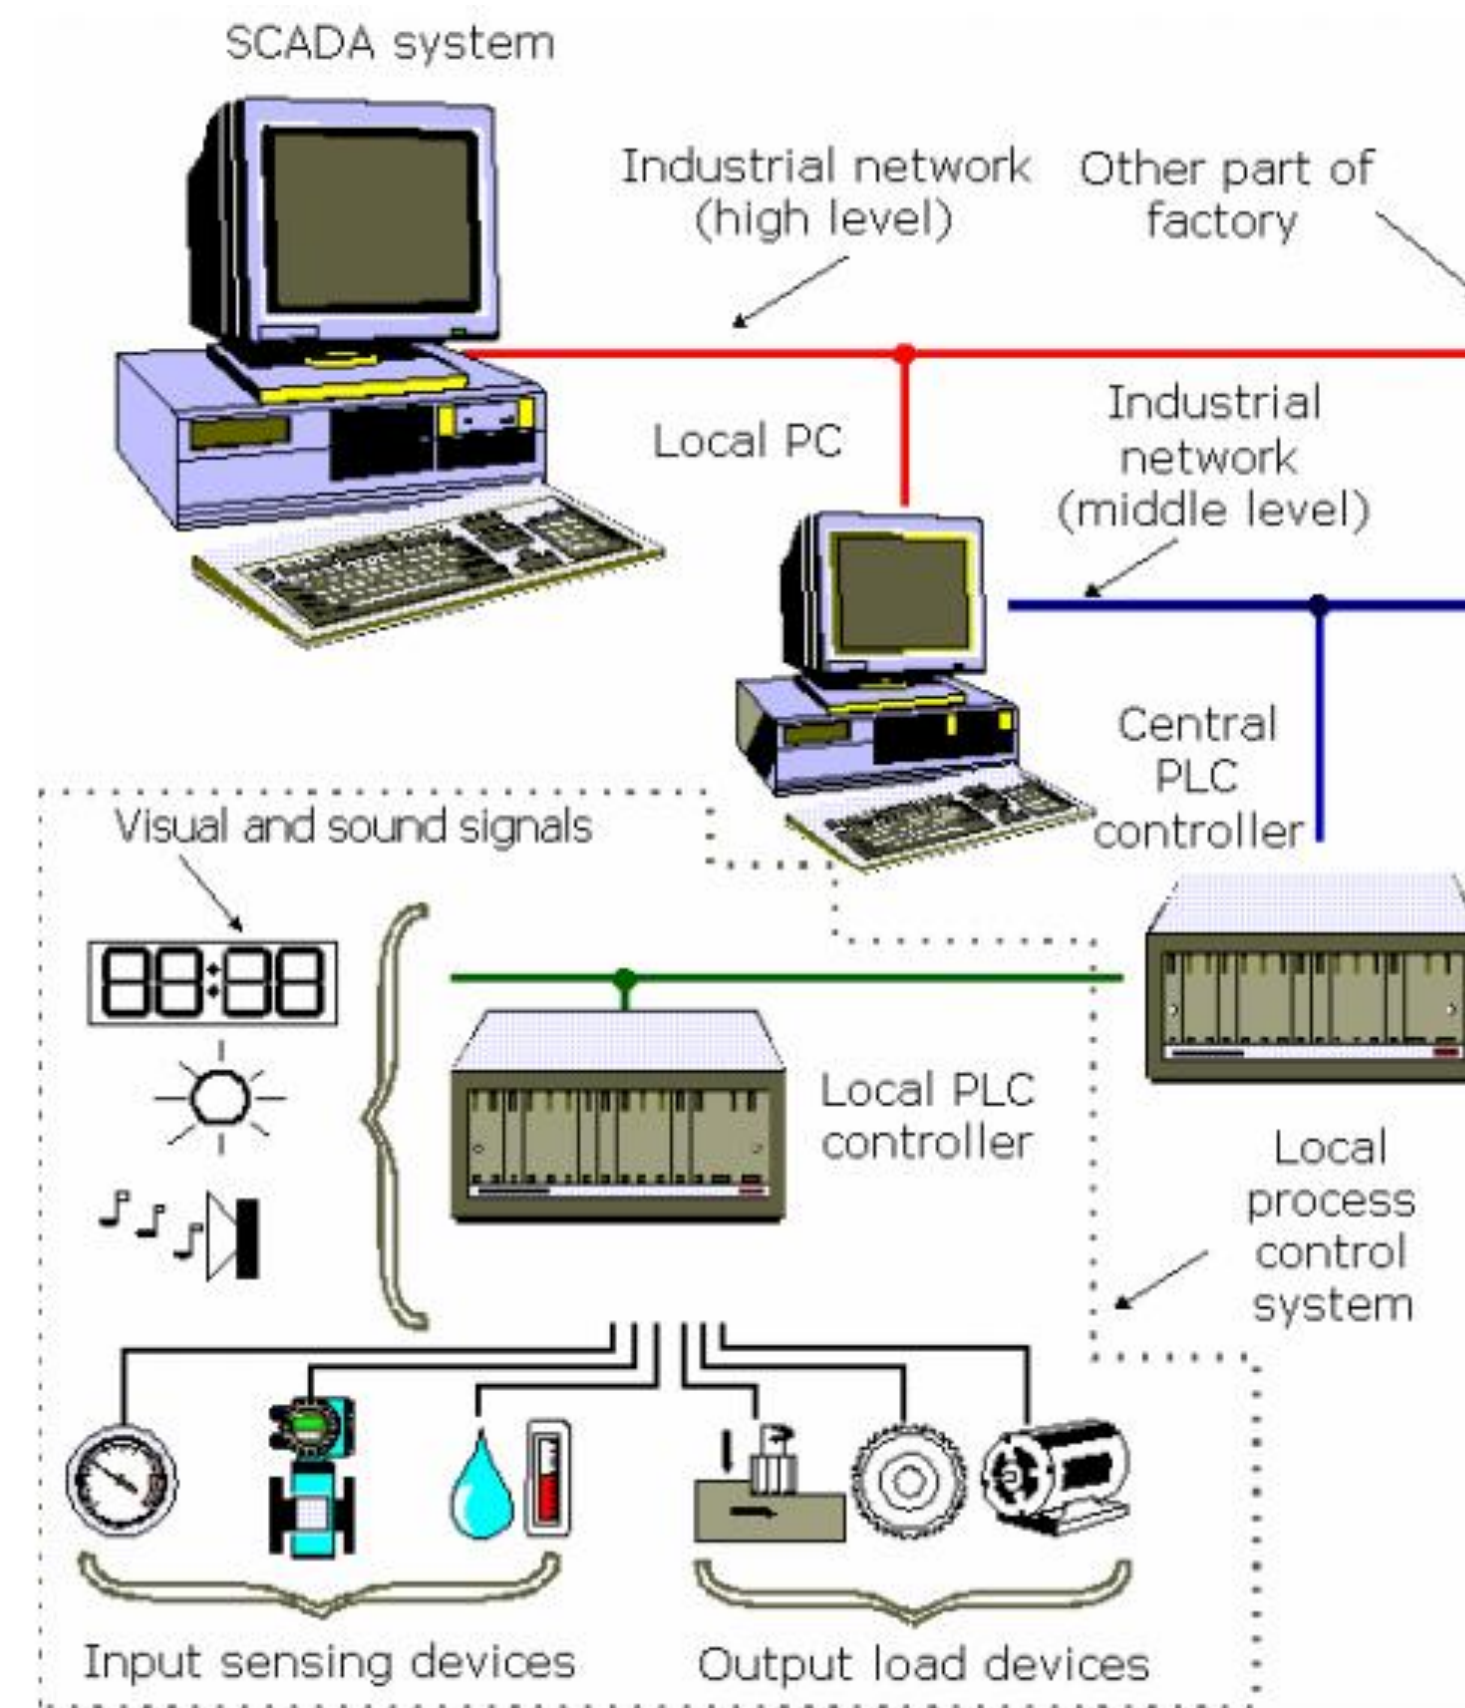 SCADA system
Industrial network
(high level)
Other part of
factory
Local PC
Industrial
network
(middle level)
Central
PLC
controller
Visual and sound signals
88:88
Local PLC
controller
Local
process
control
system
Input sensing devices
Output load devices